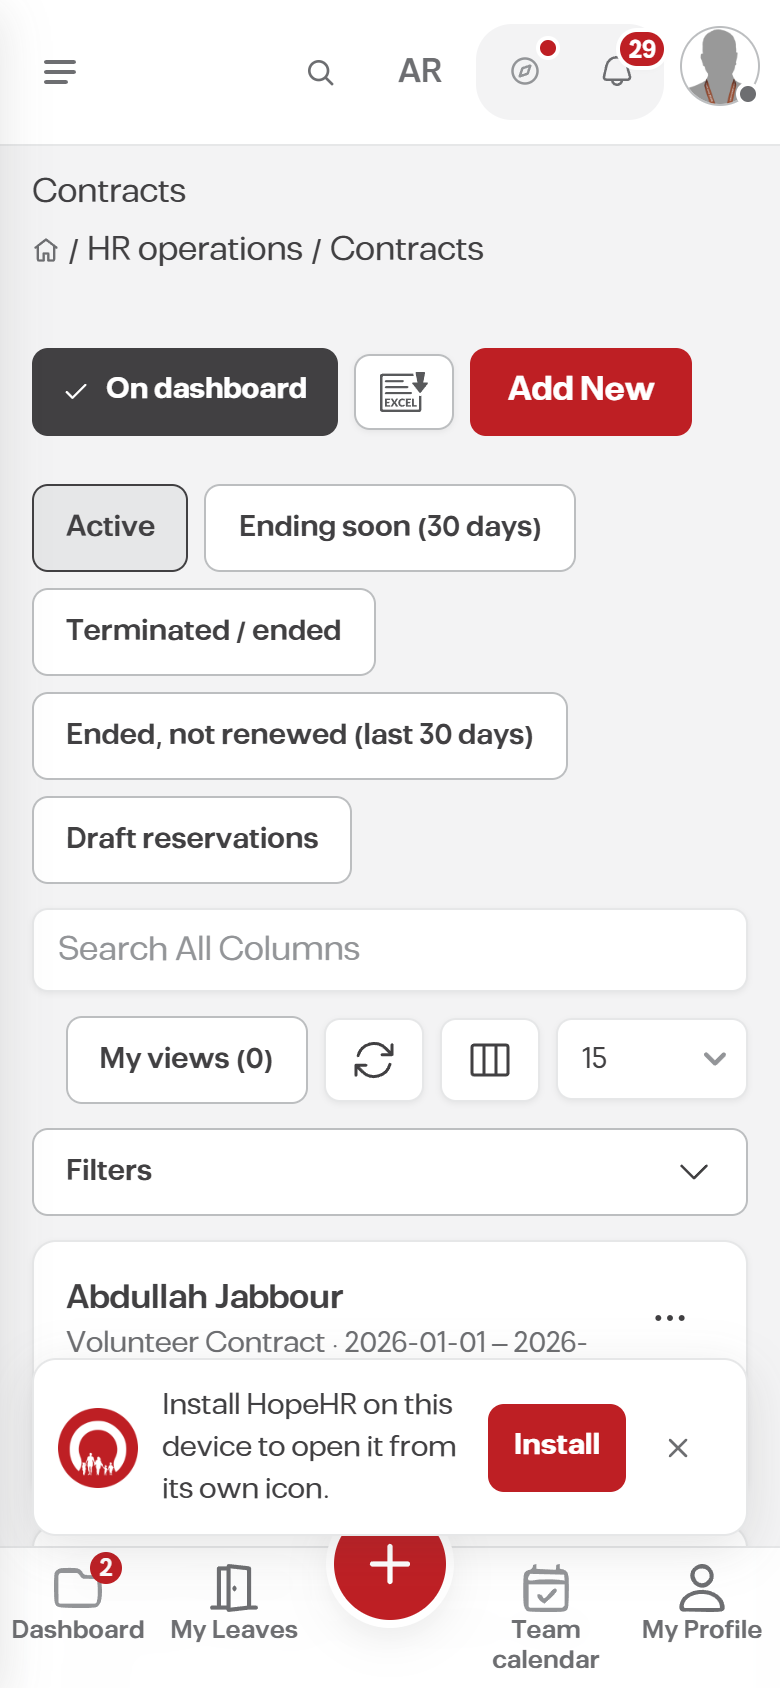 AR
29
Contracts
/ HR operations / Contracts
On dashboard
EXCEL
Add New
Active
Ending soon (30 days)
Terminated / ended
Ended, not renewed (last 30 days)
Draft reservations
Search All Columns
My views (0)
15
Filters
Abdullah Jabbour
Volunteer Contract · 2026-01-01 – 2026-
Install HopeHR on this
device to open it from
its own icon.
Install
2
Dashboard
My Leaves
Team
calendar
My Profile